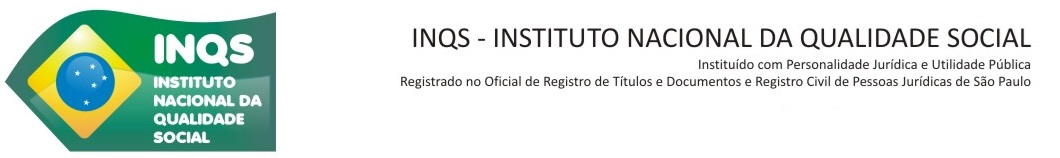 INQS
INSTITUTO
NACIONAL DA
QUALIDADE
SOCIAL
INQS - INSTITUTO NACIONAL DA QUALIDADE SOCIAL
Instituído com Personalidade Jurídica e Utilidade Pública
Registrado no Oficial de Registro de Títulos e Documentos e Registro Civil de Pessoas Jurídicas de São Paulo